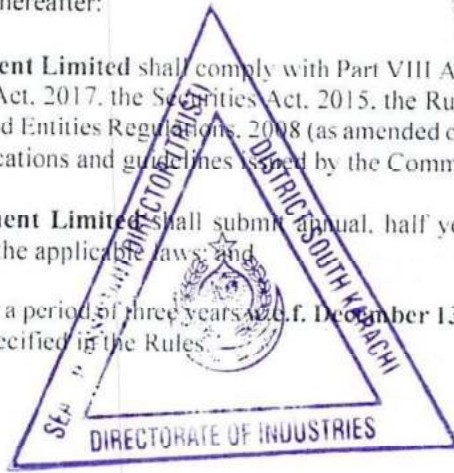 hereafter:
ent Limited shall comply with Part VIII A
Act, 2017, the Securities Act, 2015, the Ru
d Entities Regulations, 2008 (as amended o
cations and guidelines issued by the Comm
ent Limited shall submit annual, half ye
the applicable laws; and
a period of three years w.e.f. December 13
ecified in the Rules.
DIRECTOR (TRUST)
DISTRICT SOUTH KARACHI
DIRECTORATE OF INDUSTRIES